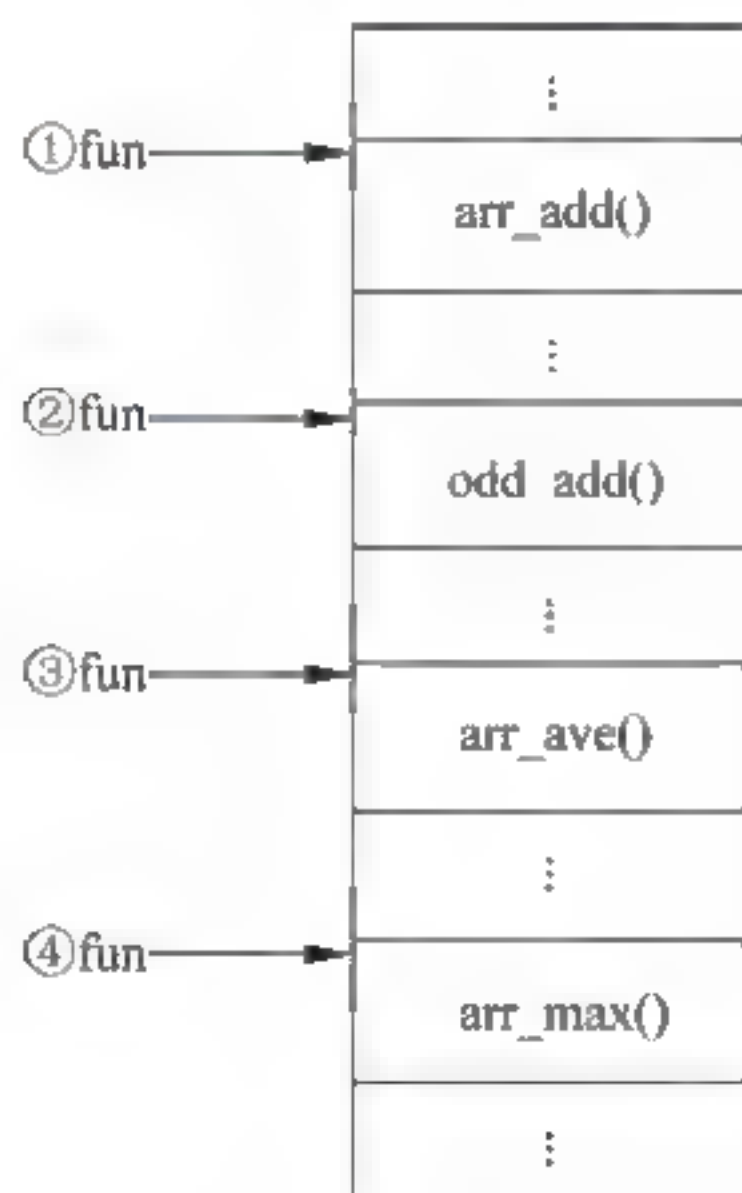 ⋮
①fun
arr_add()
⋮
②fun
odd add()
⋮
③fun
arr_ave()
⋮
④fun
arr_max()
⋮